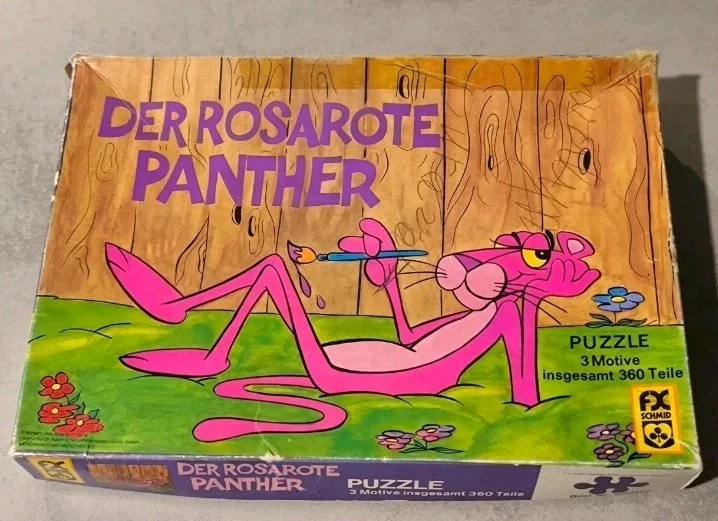 DER ROSAROTE
PANTHER
PUZZLE
3 Motive
insgesamt 360 Teile
FX
SCHMID
FX
DER ROSAROTE
PANTHER
PUZZLE
3 Motive insgesamt 360 Teile